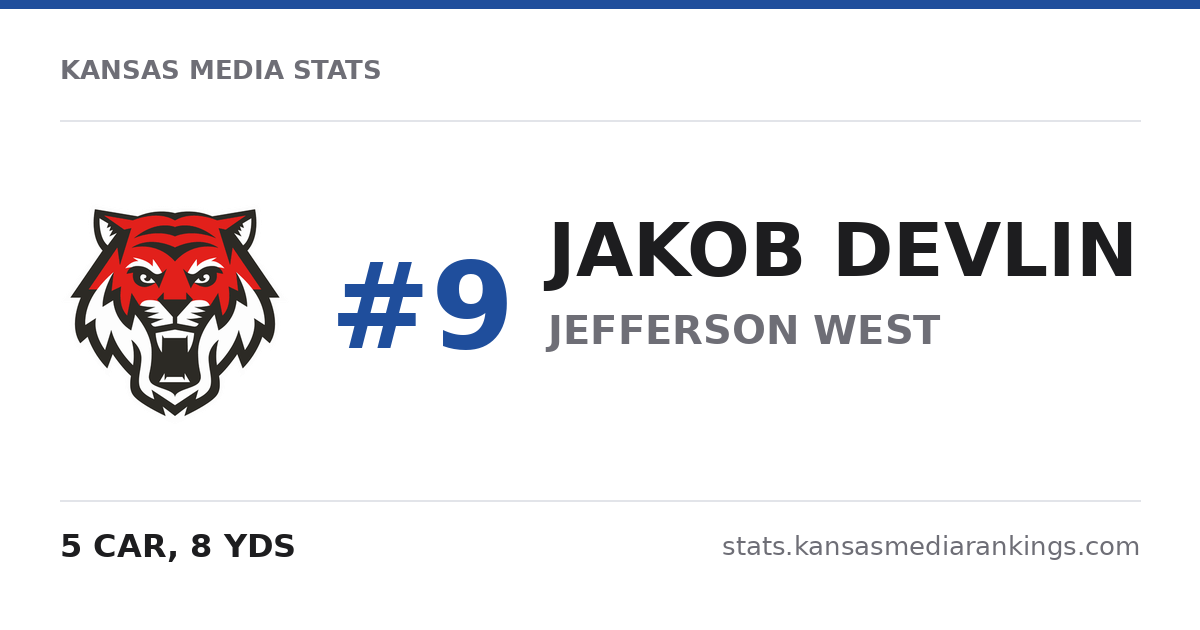 KANSAS MEDIA STATS
#9
JAKOB DEVLIN
JEFFERSON WEST
5 CAR, 8 YDS
stats.kansasmediarankings.com